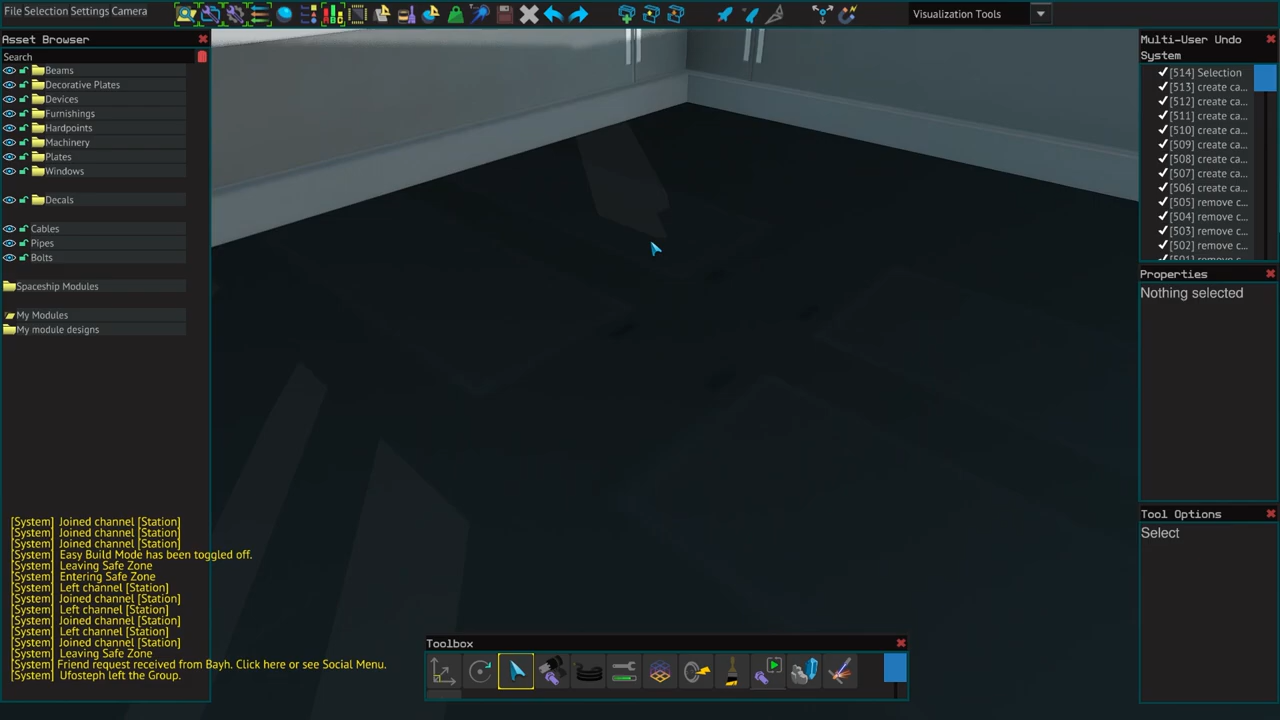 File Selection Settings Camera
Visualization Tools
Asset Browser
Search
Beams
Decorative Plates
Devices
Furnishings
Hardpoints
Machinery
Plates
Windows
Decals
Cables
Pipes
Bolts
Spaceship Modules
My Modules
My module designs
[System] Joined channel [Station]
[System] Joined channel [Station]
[System] Joined channel [Station]
[System] Easy Build Mode has been toggled off.
[System] Leaving Safe Zone
[System] Entering Safe Zone
[System] Left channel [Station]
[System] Joined channel [Station]
[System] Left channel [Station]
[System] Joined channel [Station]
[System] Left channel [Station]
[System] Joined channel [Station]
[System] Leaving Safe Zone
[System] Friend request received from Bayh. Click here or see Social Menu.
[System] Ufosteph left the Group.
Toolbox
Multi-User Undo
System
[514] Selection
[513] create ca...
[512] create ca...
[511] create ca...
[510] create ca...
[509] create ca...
[508] create ca...
[507] create ca...
[506] create ca...
[505] remove c...
[504] remove c...
[503] remove c...
[502] remove c...
[501] remove c...
Properties
Nothing selected
Tool Options
Select